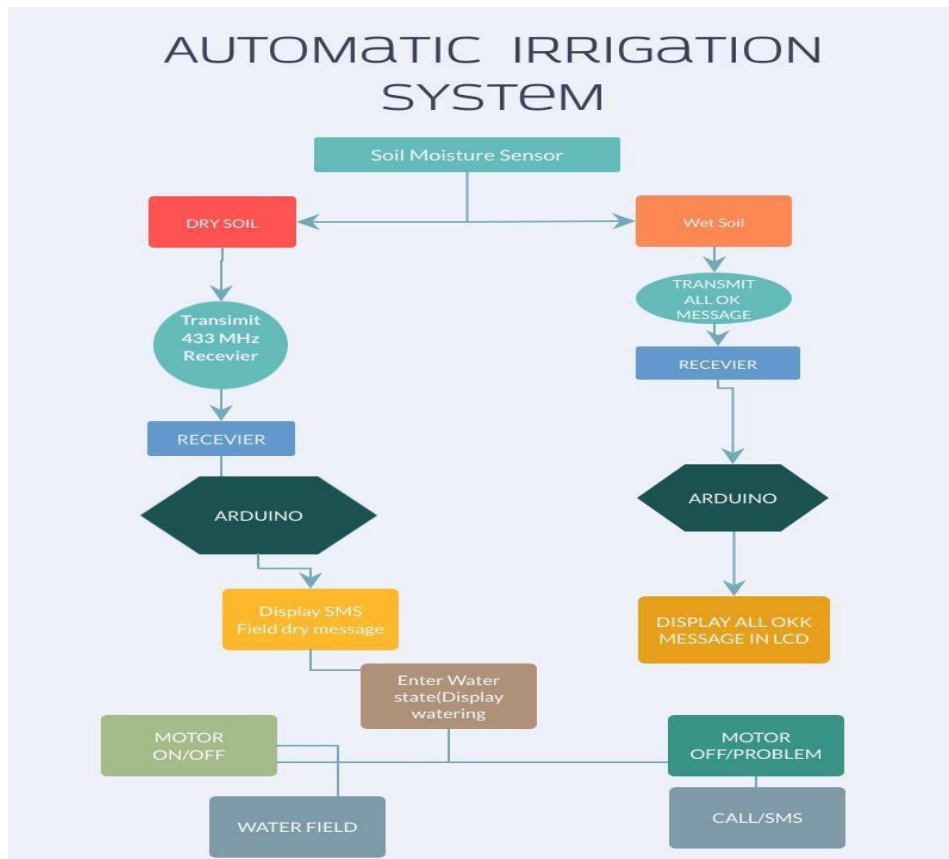 AUTOMATIC IRRIGATION
SYSTEM
Soil Moisture Sensor
DRY SOIL
Wet Soil
Transimit
433 MHz
Recevier
TRANSMIT
ALL OK
MESSAGE
RECEVIER
RECEVIER
ARDUINO
ARDUINO
Display SMS
Field dry message
DISPLAY ALL OKK
MESSAGE IN LCD
Enter Water
state(Display
watering
MOTOR
ON/OFF
MOTOR
OFF/PROBLEM
WATER FIELD
CALL/SMS